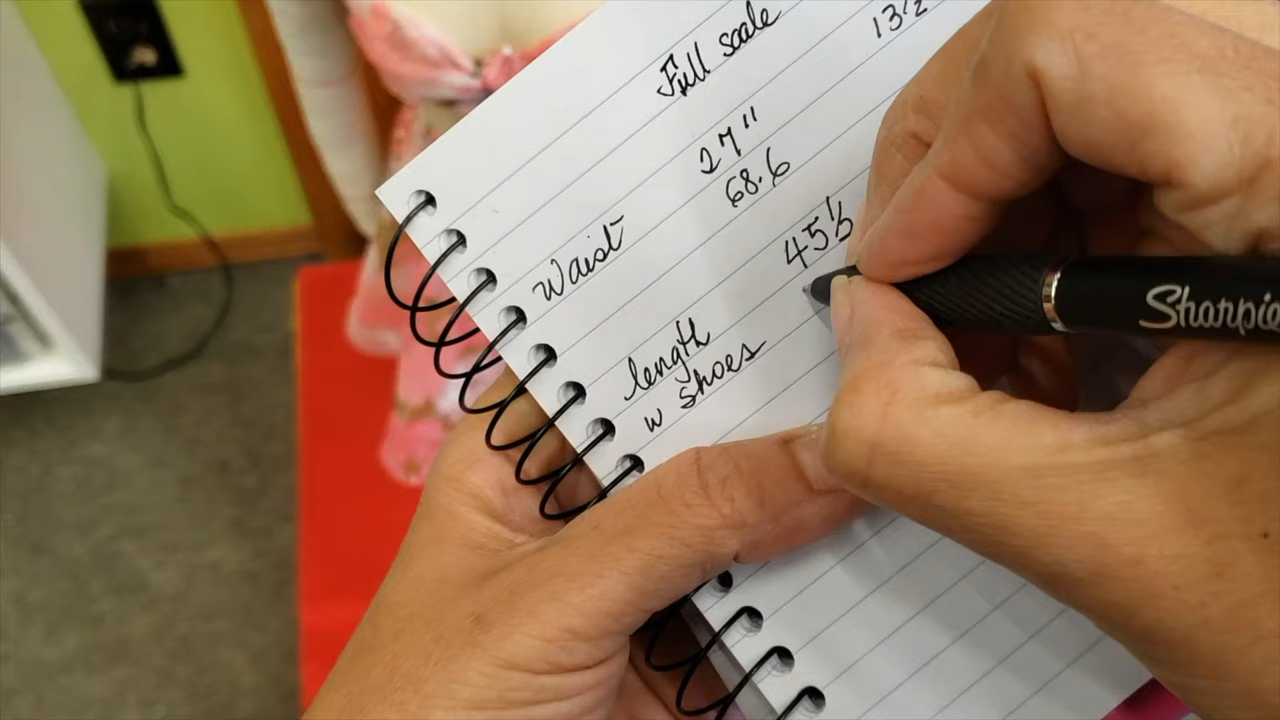 Full scale
13½
27"
68.6
Waist
45½
length
w shoes
Sharpie